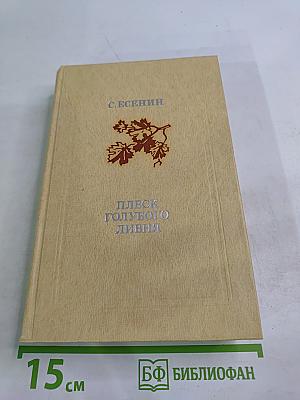 С. ЕСЕНИН
ПЛЕСК
ГОЛУБОГО
ЛИВНЯ
15 см
БФ БИБЛИОФАН